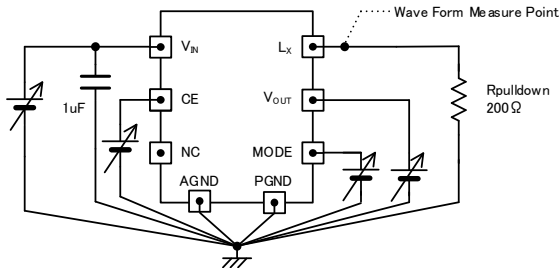 Wave Form Measure Point
VIN
LX
CE
VOUT
1uF
Rpulldown
200Ω
NC
MODE
AGND
PGND